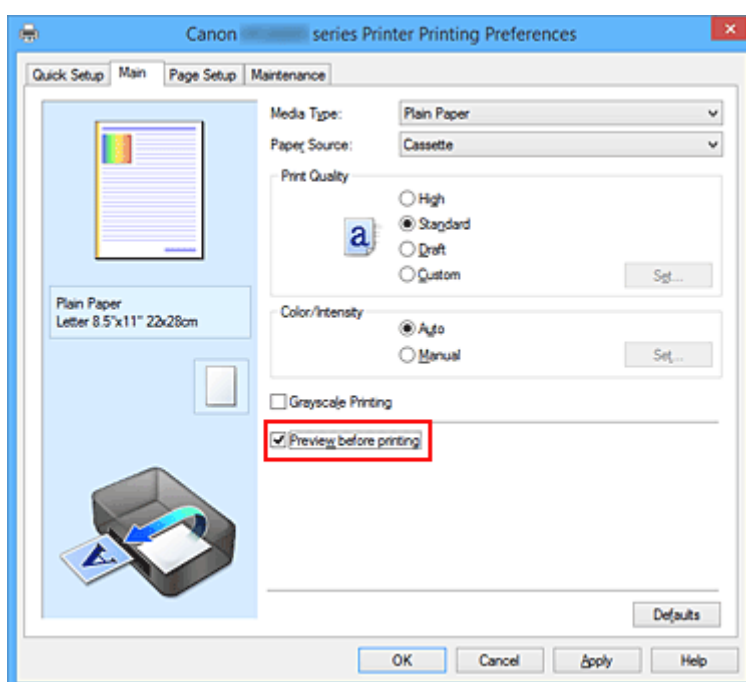 Canon series Printer Printing Preferences
Quick Setup Main Page Setup Maintenance
Media Type: Plain Paper
Paper Source: Cassette
Print Quality
High
a Standard
Draft
Custom Set...
Plain Paper
Letter 8.5"x11" 22x28cm
Color/Intensity
Auto
Manual Set...
Grayscale Printing
Preview before printing
A
Defaults
OK Cancel Apply Help